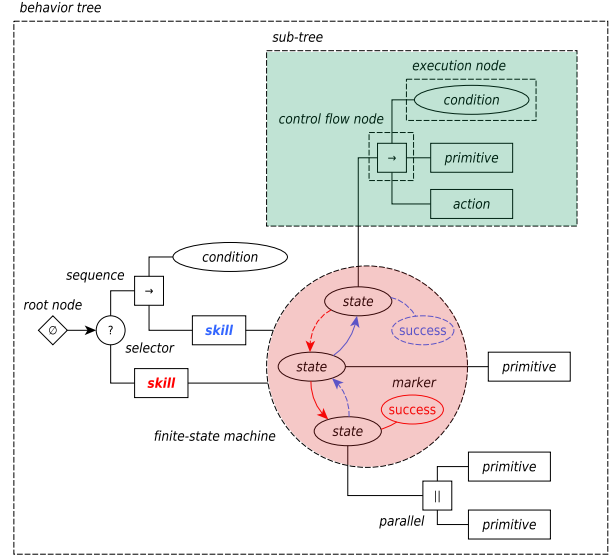 behavior tree
sub-tree
execution node
condition
control flow node
→
primitive
action
condition
sequence
→
root node
∅
?
selector
skill
skill
state
success
state
primitive
marker
success
state
finite-state machine
primitive
||
parallel
primitive